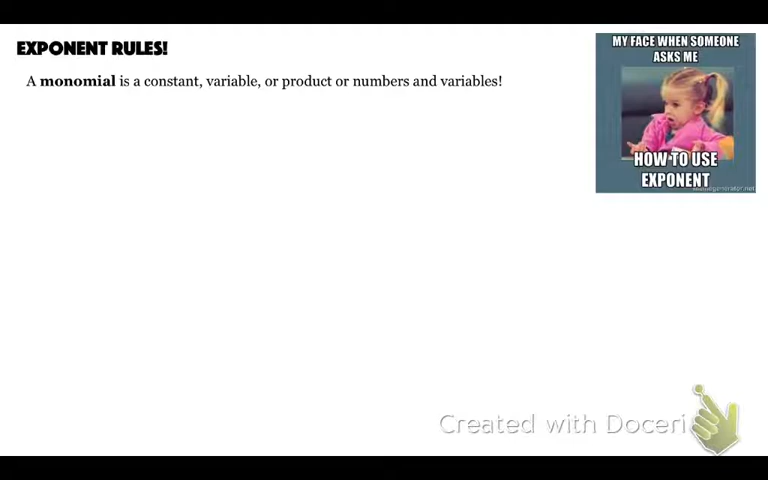 EXPONENT RULES!
A monomial is a constant, variable, or product or numbers and variables!
MY FACE WHEN SOMEONE
ASKS ME
HOW TO USE
EXPONENT
Created with Doceri